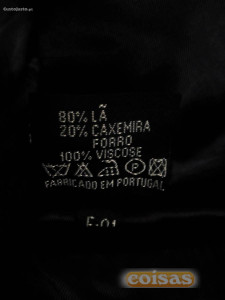 80% LÃ
20% CAXEMIRA
FORRO
100% VISCOSE
FABRICADO EM PORTUGAL
coisas